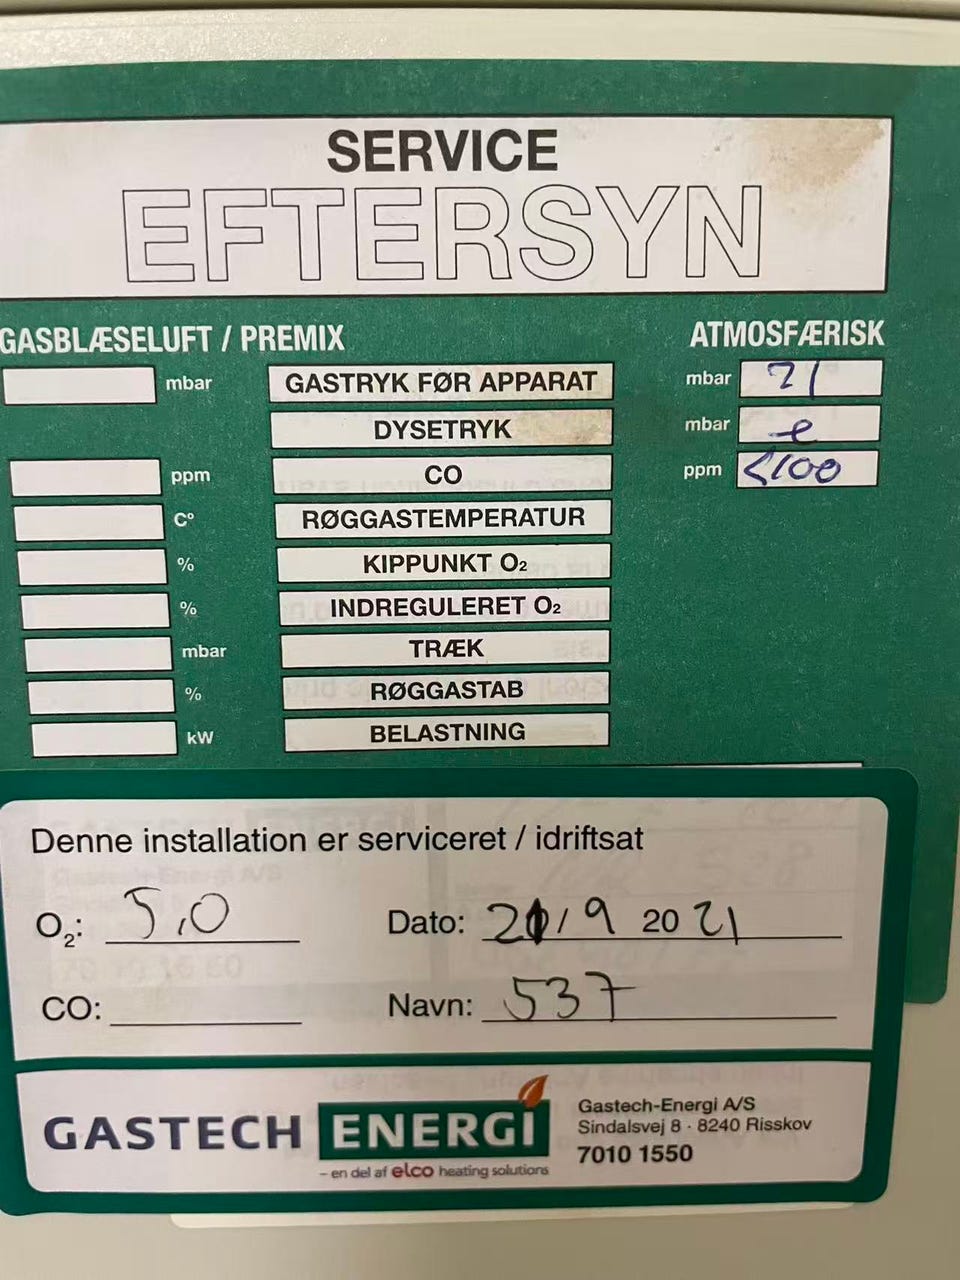 SERVICE
EFTERSYN
GASBLÆSELUFT / PREMIX ATMOSFÆRISK
mbar GASTRYK FØR APPARAT mbar 21
DYSETRYK mbar e
ppm CO ppm <100
C° RØGGASTEMPERATUR
% KIPPUNKT O2
% INDREGULERET O2
mbar TRÆK
% RØGGASTAB
kW BELASTNING
Denne installation er serviceret / idriftsat
O2: 5,0 Dato: 21/9 2021
CO: Navn: 537
GASTECH ENERGI
– en del af elco heating solutions
Gastech-Energi A/S
Sindalsvej 8 · 8240 Risskov
7010 1550